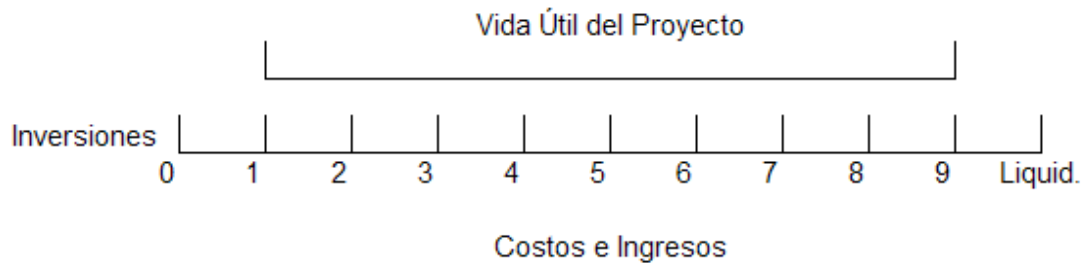 Vida Útil del Proyecto
Inversiones
0 1 2 3 4 5 6 7 8 9 Liquid.
Costos e Ingresos